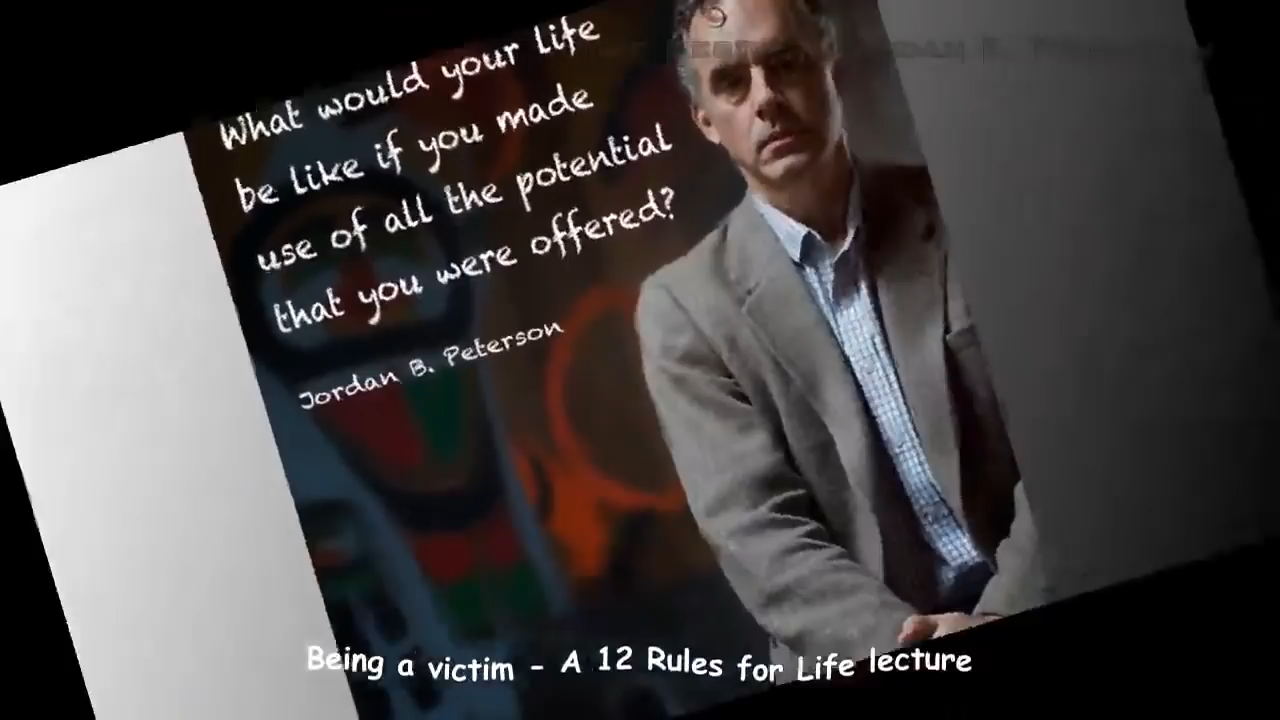 What would your life
be like if you made
use of all the potential
that you were offered?
Jordan B. Peterson
Being a victim - A 12 Rules for Life lecture